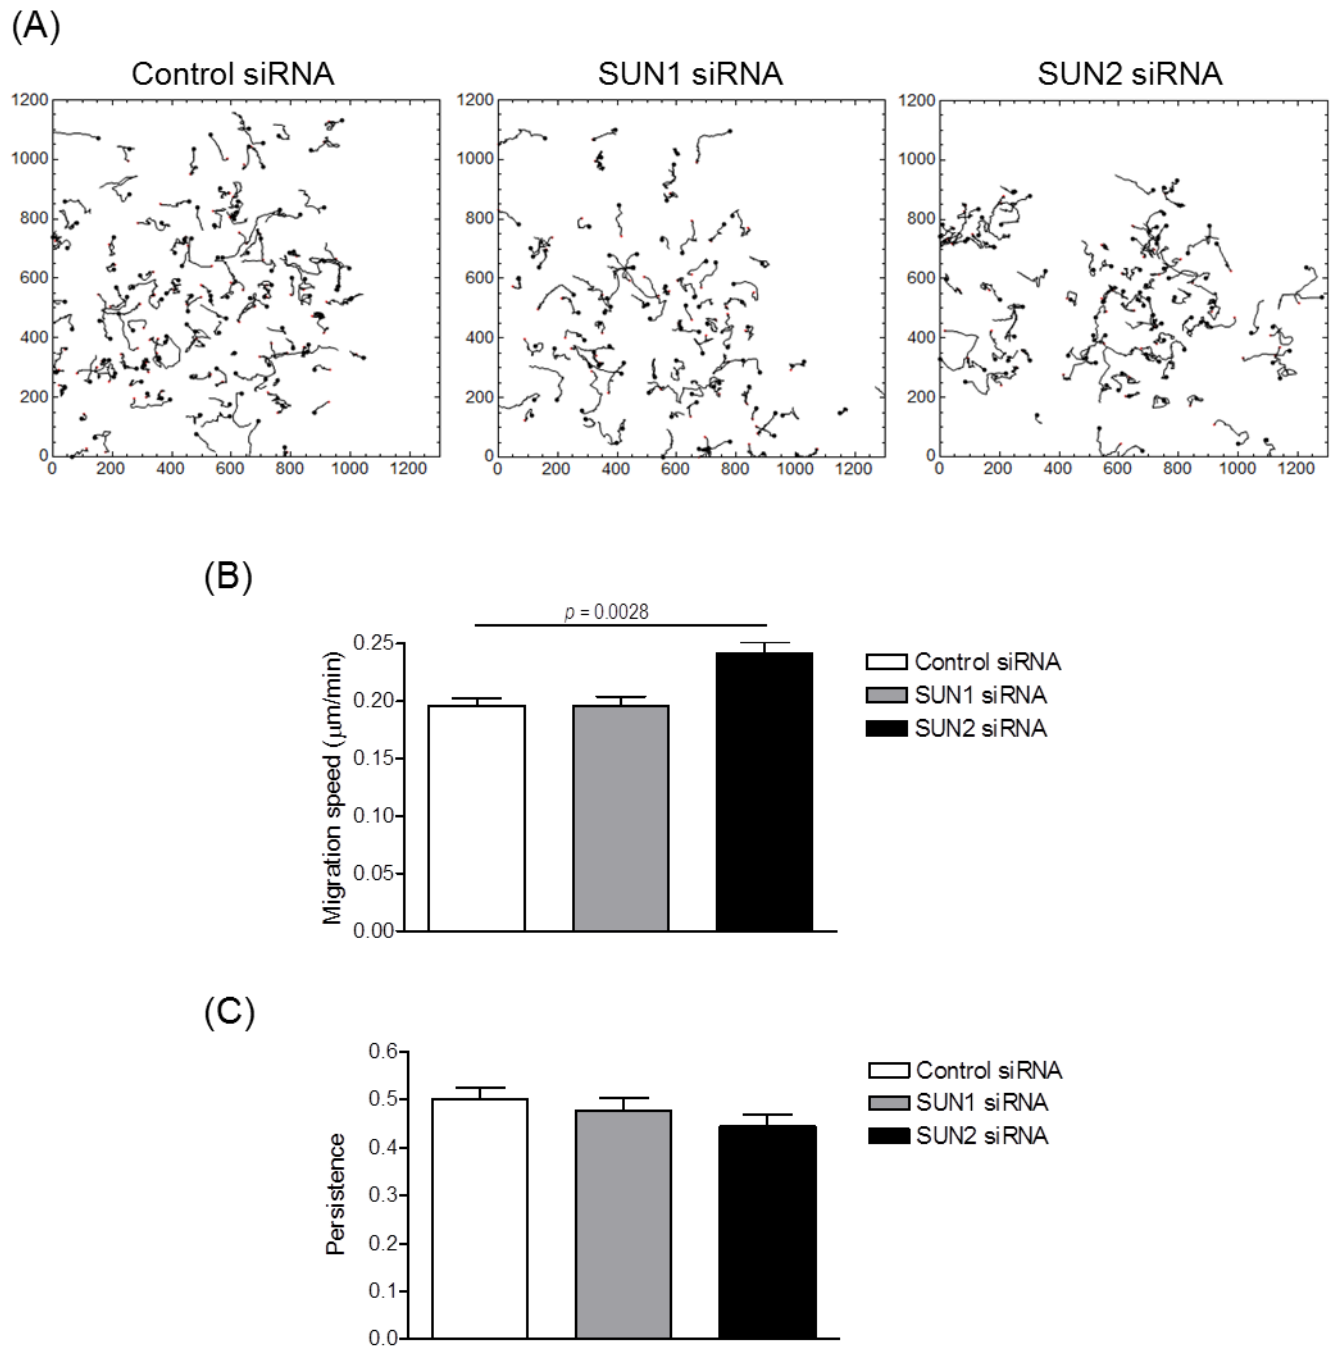 (A)
Control siRNA
SUN1 siRNA
SUN2 siRNA
1200
1000
800
600
400
200
0
0 200 400 600 800 1000 1200
1200
1000
800
600
400
200
0
0 200 400 600 800 1000 1200
1200
1000
800
600
400
200
0
0 200 400 600 800 1000 1200
(B)
p = 0.0028
Migration speed (μm/min)
0.25
0.20
0.15
0.10
0.05
0.00
Control siRNA
SUN1 siRNA
SUN2 siRNA
(C)
Persistence
0.6
0.5
0.4
0.3
0.2
0.1
0.0
Control siRNA
SUN1 siRNA
SUN2 siRNA